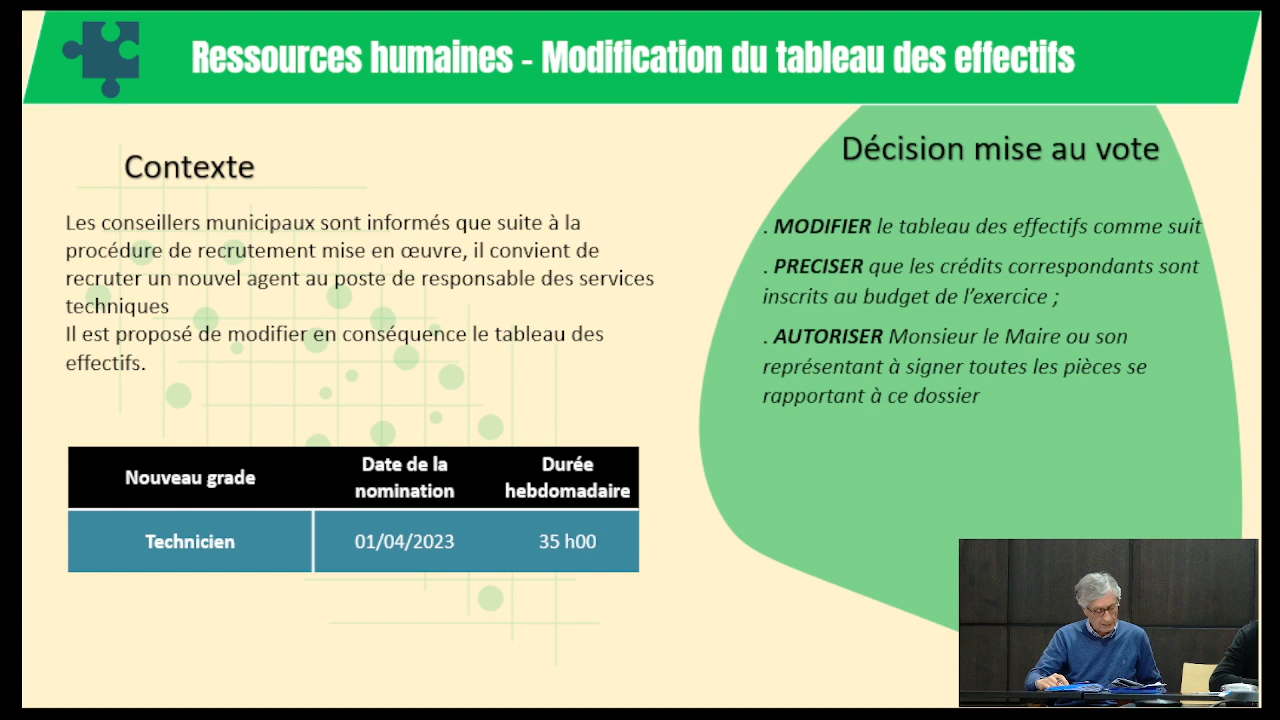 Ressources humaines - Modification du tableau des effectifs
Contexte
Les conseillers municipaux sont informés que suite à la
procédure de recrutement mise en œuvre, il convient de
recruter un nouvel agent au poste de responsable des services
techniques
Il est proposé de modifier en conséquence le tableau des
effectifs.
Nouveau grade
Date de la
nomination
Durée
hebdomadaire
Technicien
01/04/2023
35 h00
Décision mise au vote
. MODIFIER le tableau des effectifs comme suit
. PRECISER que les crédits correspondants sont
inscrits au budget de l’exercice ;
. AUTORISER Monsieur le Maire ou son
représentant à signer toutes les pièces se
rapportant à ce dossier